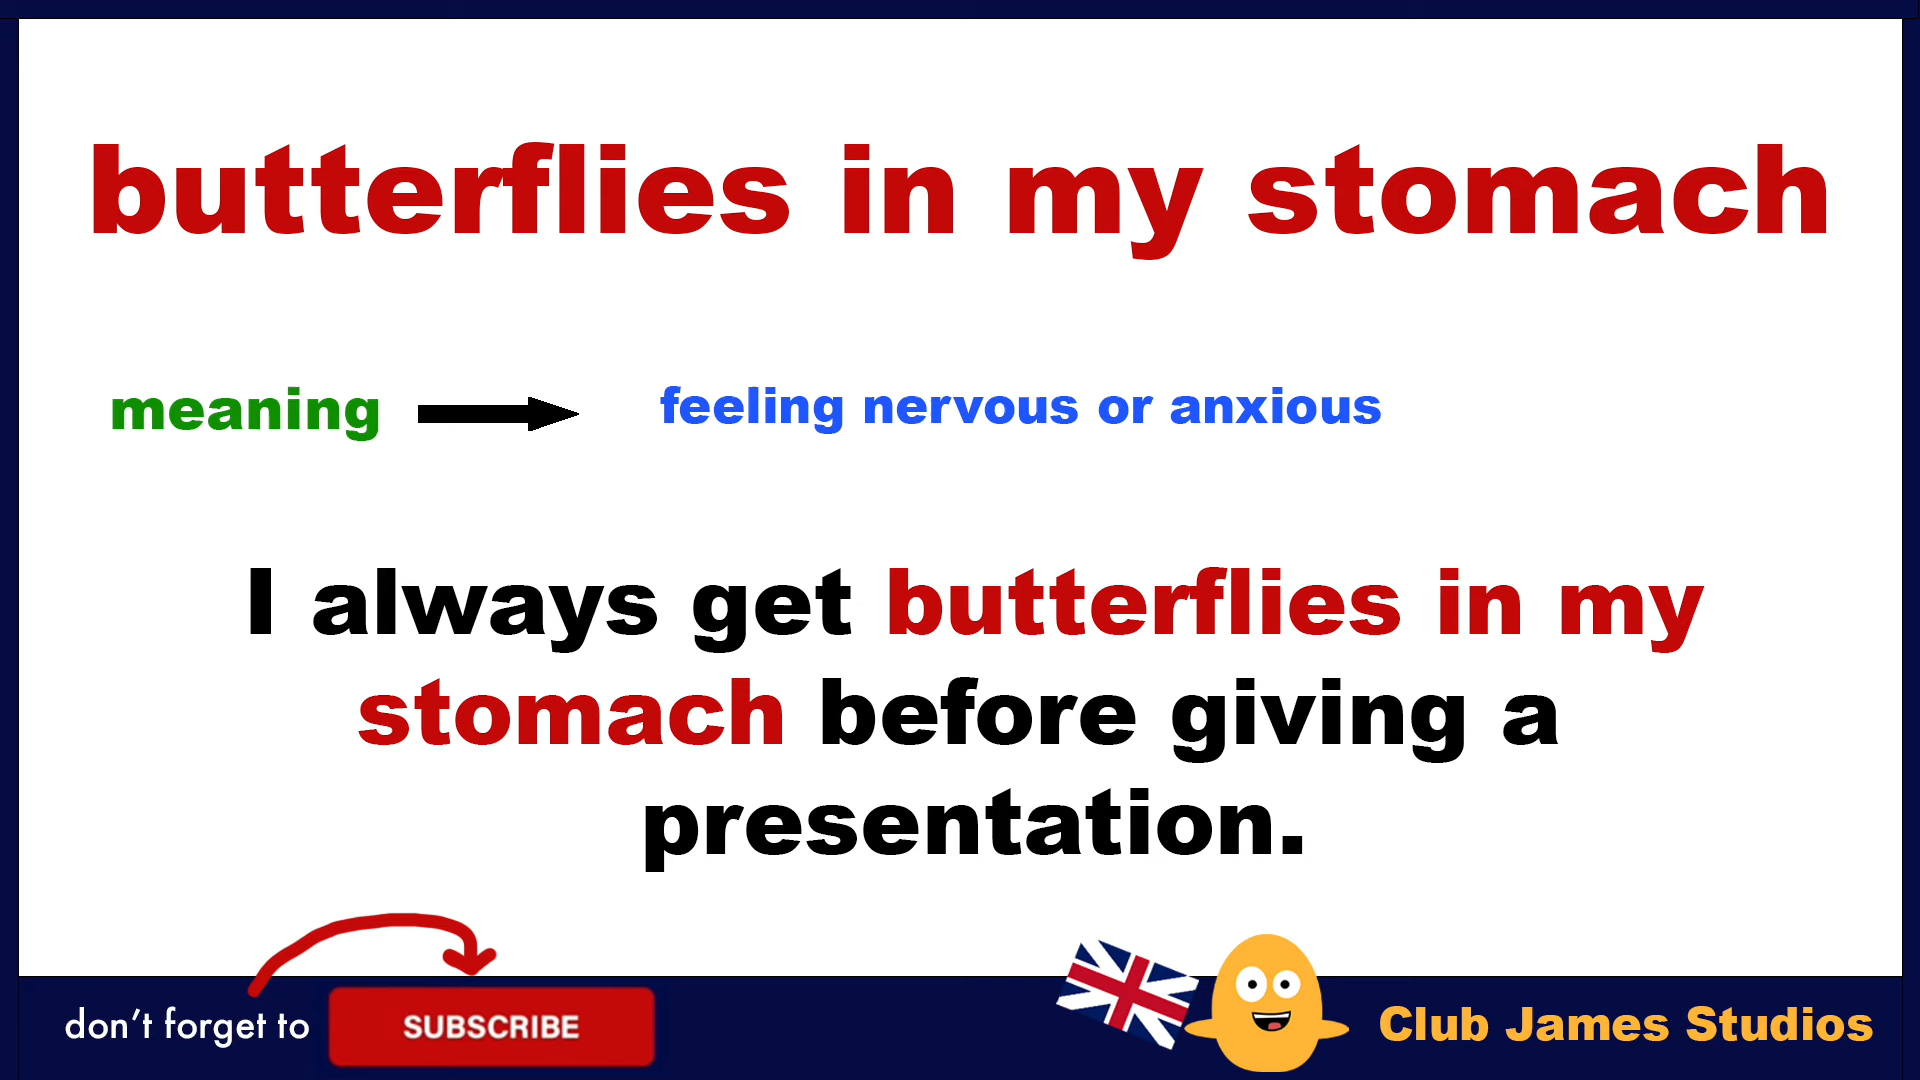 butterflies in my stomach
meaning
feeling nervous or anxious
I always get butterflies in my
stomach before giving a
presentation.
don't forget to
SUBSCRIBE
Club James Studios